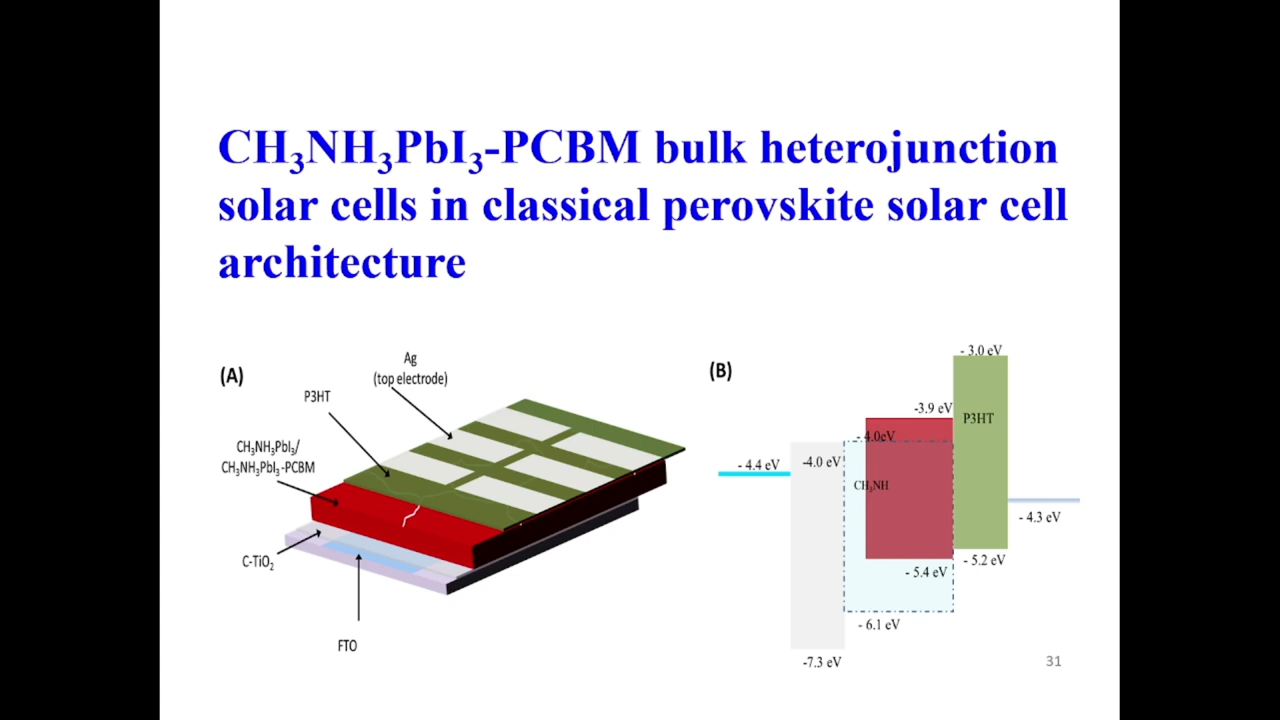 CH₃NH₃PbI₃-PCBM bulk heterojunction
solar cells in classical perovskite solar cell
architecture
(A)
Ag
(top electrode)
P3HT
CH₃NH₃PbI₃/
CH₃NH₃PbI₃-PCBM
C-TiO₂
FTO
(B)
- 3.0 eV
-3.9 eV
P3HT
- 4.0eV
- 4.4 eV
-4.0 eV
CH₃NH
- 4.3 eV
- 5.4 eV
- 5.2 eV
- 6.1 eV
-7.3 eV
31